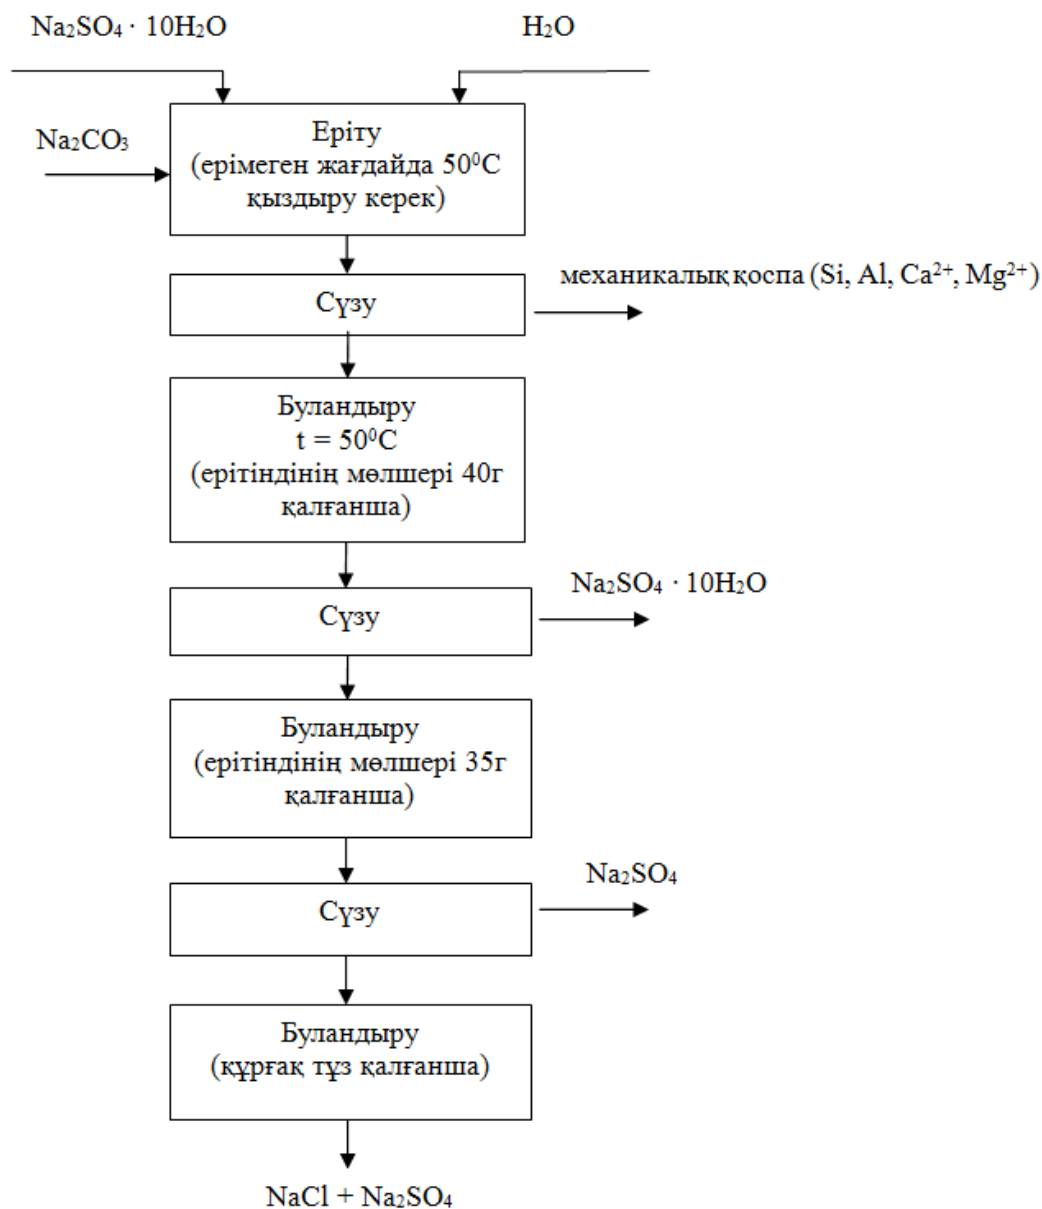 Na₂SO₄ · 10H₂O
H₂O
Na₂CO₃
Еріту
(ерімеген жағдайда 50⁰С
қыздыру керек)
Сүзу
механикалық қоспа (Si, Al, Ca²⁺, Mg²⁺)
Буландыру
t = 50⁰С
(ерітіндінің мөлшері 40г
қалғанша)
Сүзу
Na₂SO₄ · 10H₂O
Буландыру
(ерітіндінің мөлшері 35г
қалғанша)
Сүзу
Na₂SO₄
Буландыру
(құрғақ тұз қалғанша)
NaCl + Na₂SO₄